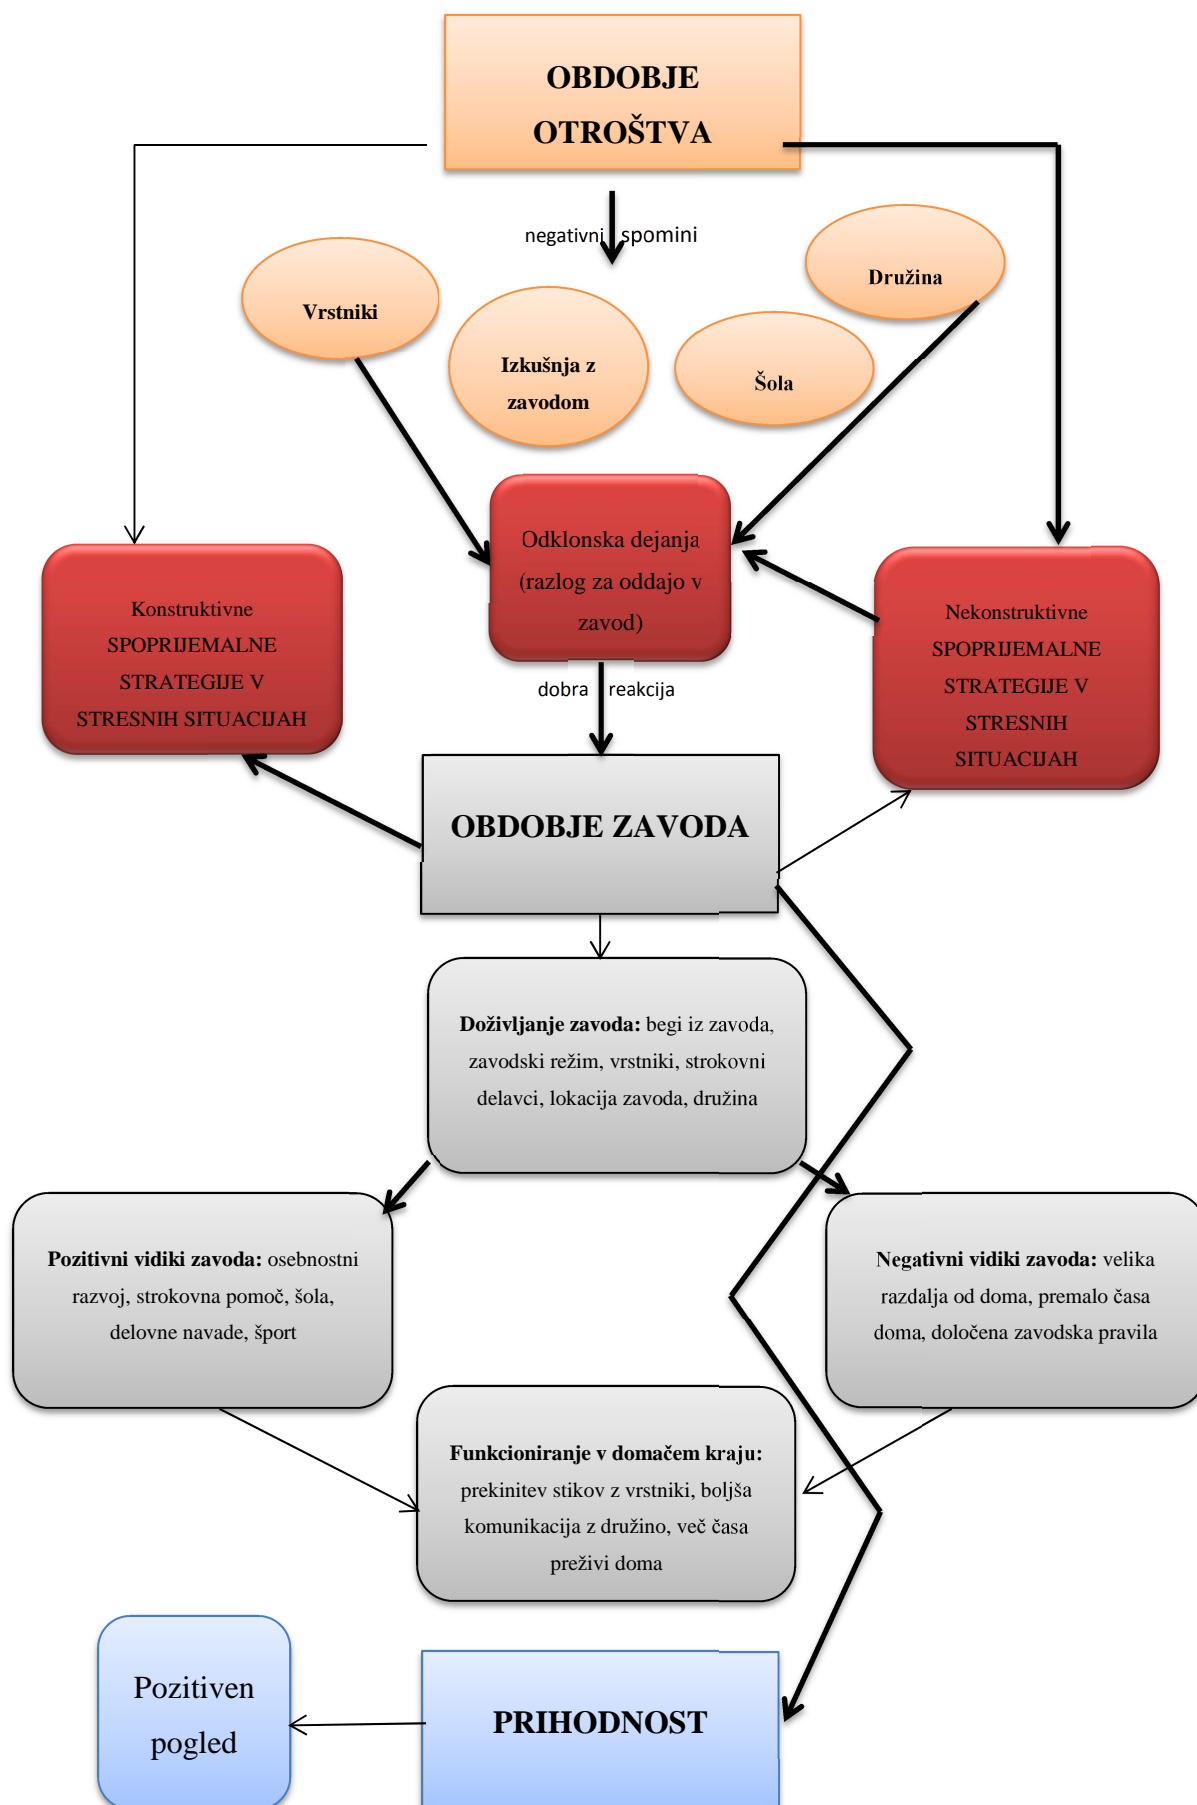 OBDOBJE
OTROŠTVA
negativni spomini
Družina
Vrstniki
Izkušnja z
zavodom
Šola
Odklonska dejanja
(razlog za oddajo v
zavod)
Konstruktivne
SPOPRIJEMALNE
STRATEGIJE V
STRESNIH SITUACIJAH
Nekonstruktivne
SPOPRIJEMALNE
STRATEGIJE V
STRESNIH
SITUACIJAH
dobra reakcija
OBDOBJE ZAVODA
Doživljanje zavoda: begi iz zavoda,
zavodski režim, vrstniki, strokovni
delavci, lokacija zavoda, družina
Pozitivni vidiki zavoda: osebnostni
razvoj, strokovna pomoč, šola,
delovne navade, šport
Negativni vidiki zavoda: velika
razdalja od doma, premalo časa
doma, določena zavodska pravila
Funkcioniranje v domačem kraju:
prekinitev stikov z vrstniki, boljša
komunikacija z družino, več časa
preživi doma
Pozitiven
pogled
PRIHODNOST